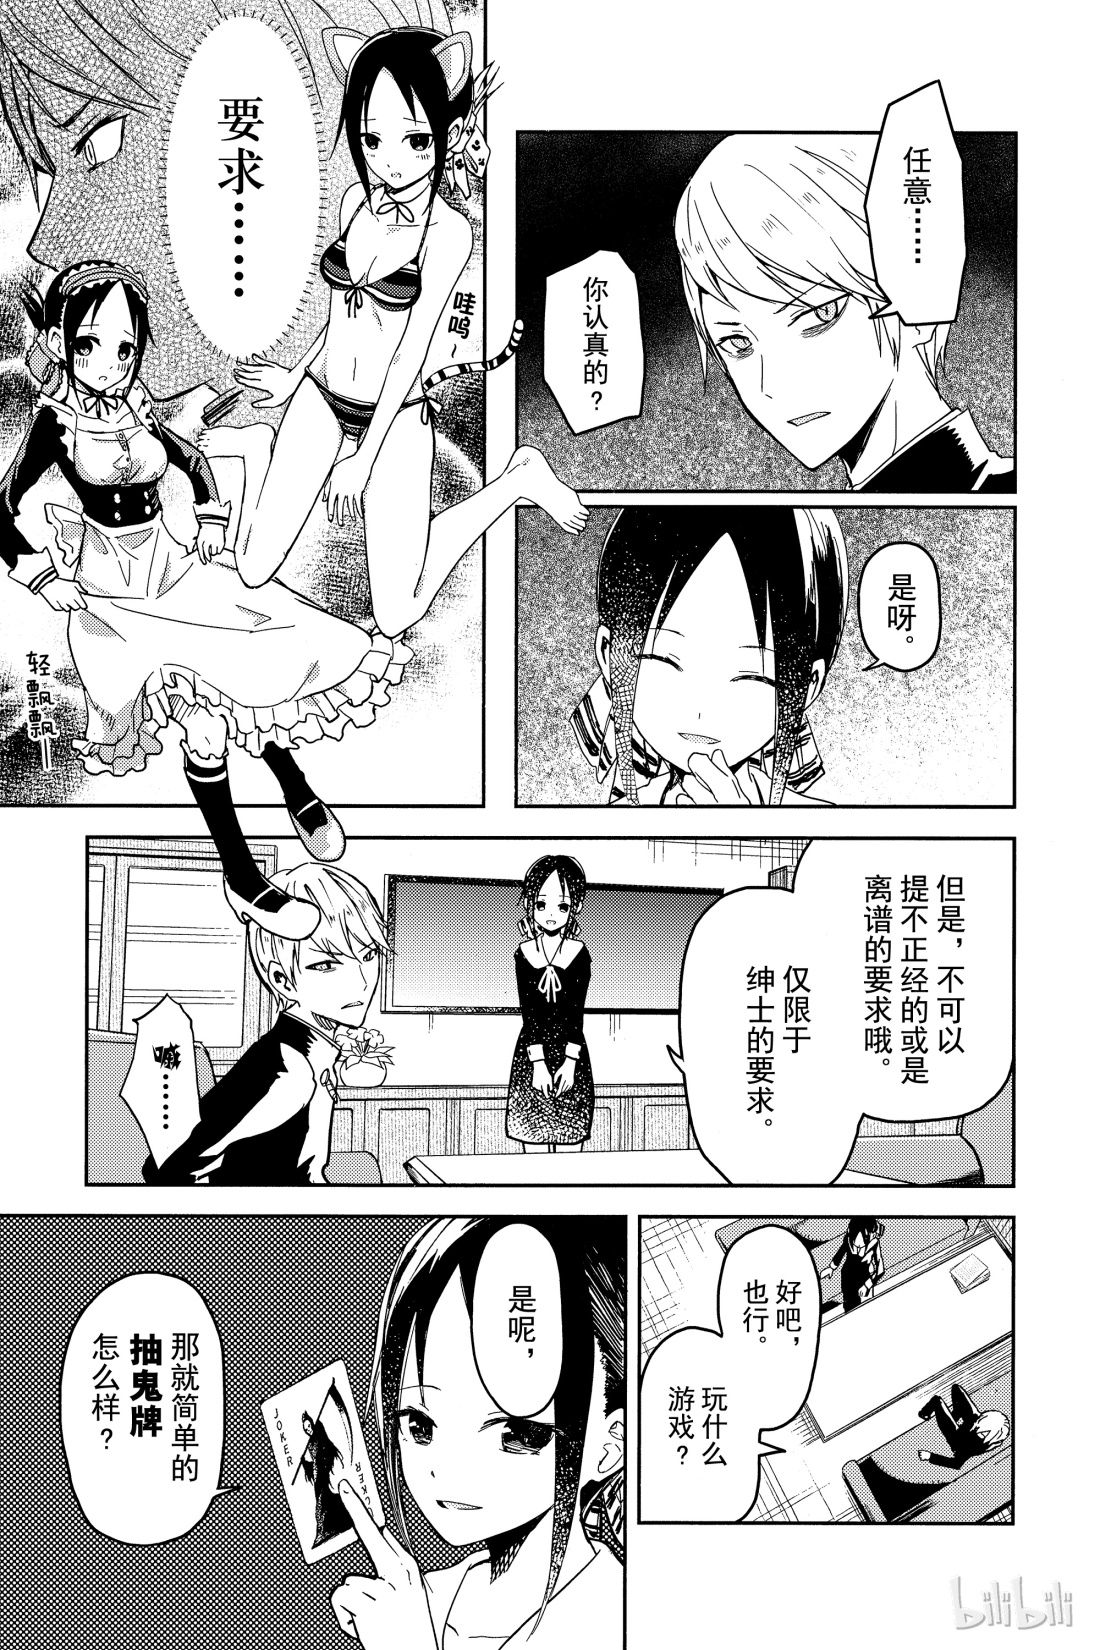 任意……
你认真的？
是呀。
要求……
哇呜～
轻飘飘
但是，不可以
提不正经的或是
离谱的要求哦。
仅限于
绅士的要求。
嘁……
好吧，
也行。
玩什么
游戏？
是呢，
那就简单的
抽鬼牌
怎么样？
JOKER
JOKER
bilibili